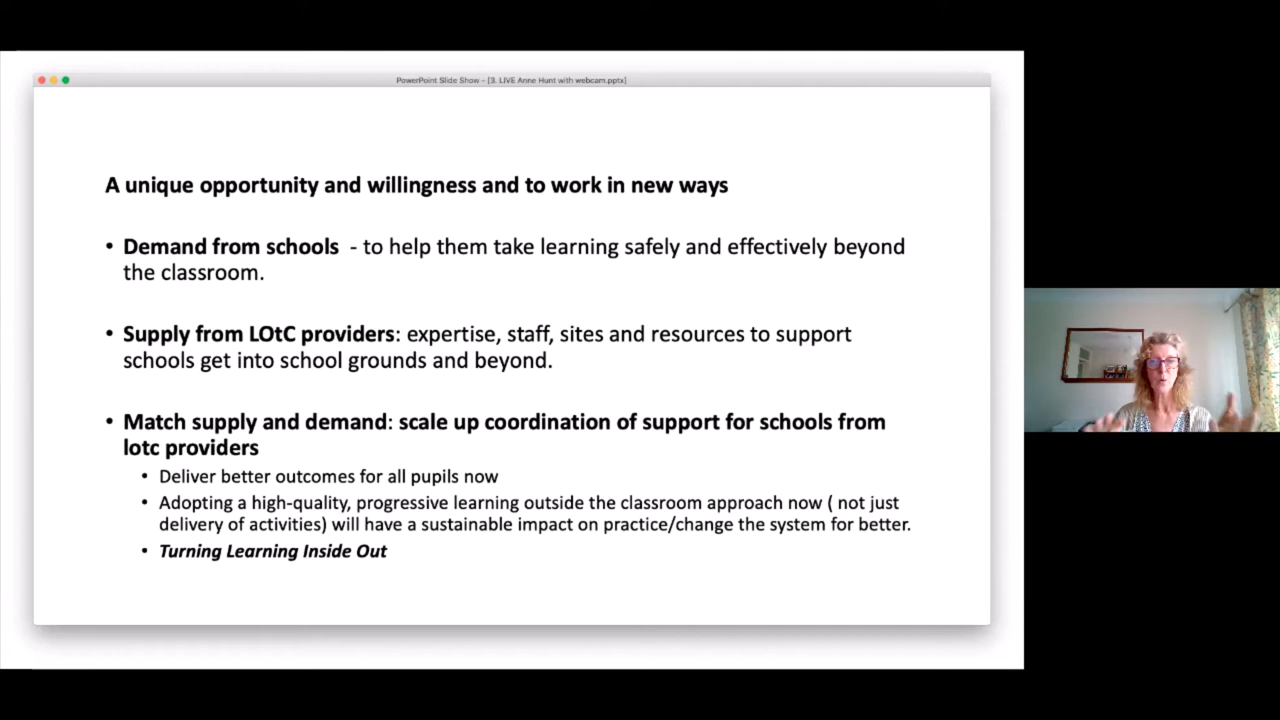 PowerPoint Slide Show - [3. LIVE Anne Hunt with webcam.pptx]
A unique opportunity and willingness and to work in new ways
• Demand from schools - to help them take learning safely and effectively beyond
the classroom.
• Supply from LOtC providers: expertise, staff, sites and resources to support
schools get into school grounds and beyond.
• Match supply and demand: scale up coordination of support for schools from
lotc providers
• Deliver better outcomes for all pupils now
• Adopting a high-quality, progressive learning outside the classroom approach now ( not just
delivery of activities) will have a sustainable impact on practice/change the system for better.
• Turning Learning Inside Out